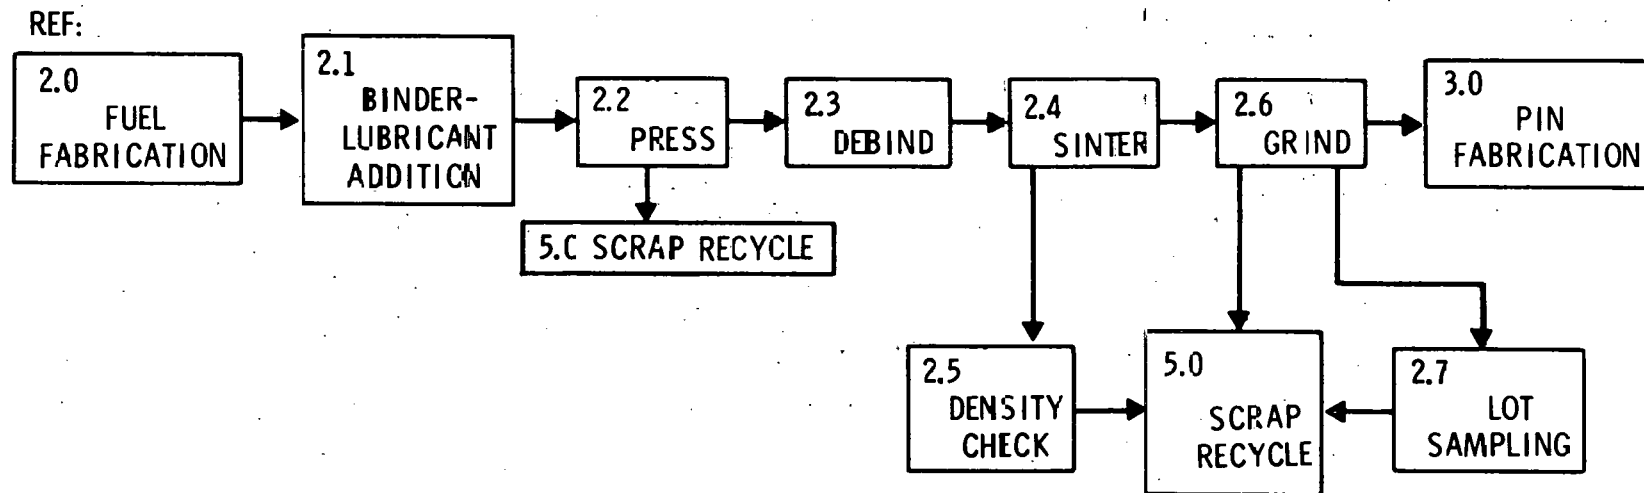 REF:
2.0
FUEL
FABRICATION
2.1
BINDER-
LUBRICANT
ADDITION
2.2
PRESS
2.3
DEBIND
2.4
SINTER
2.6
GRIND
3.0
PIN
FABRICATION
5.0 SCRAP RECYCLE
2.5
DENSITY
CHECK
5.0
SCRAP
RECYCLE
2.7
LOT
SAMPLING